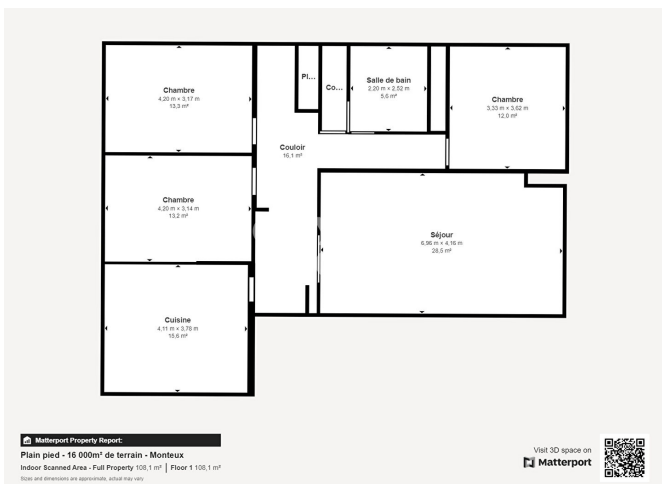 Chambre
4,20 m × 3,17 m
13,3 m²
Pl...
Co...
Salle de bain
2,20 m × 2,52 m
5,6 m²
Chambre
3,33 m × 3,62 m
12,0 m²
Couloir
16,1 m²
Chambre
4,20 m × 3,14 m
13,2 m²
Séjour
6,96 m × 4,16 m
28,5 m²
Cuisine
4,11 m × 3,78 m
15,6 m²
Matterport Property Report:
Plain pied - 16 000m² de terrain - Monteux
Indoor Scanned Area - Full Property 108,1 m² | Floor 1 108,1 m²
Sizes and dimensions are approximate, actual may vary
Visit 3D space on
Matterport